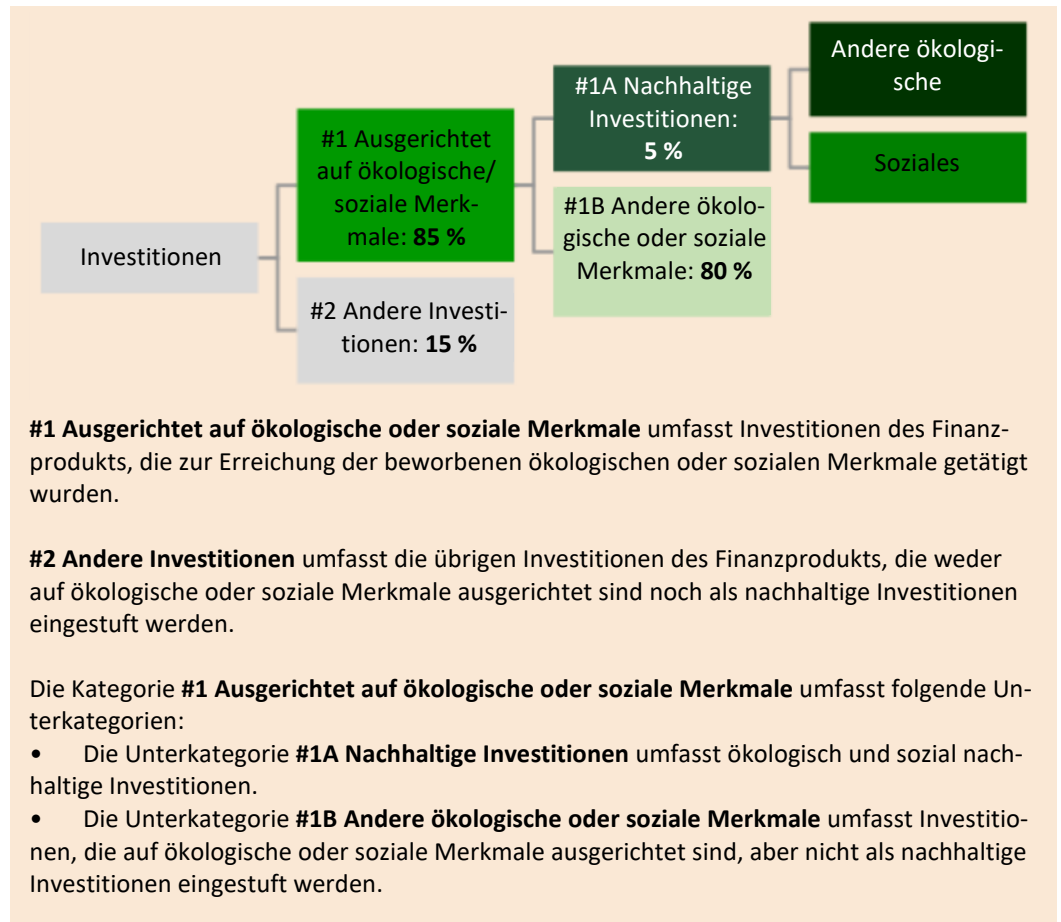 Andere ökologi-
sche
#1A Nachhaltige
Investitionen:
5 %
Soziales
#1 Ausgerichtet
auf ökologische/
soziale Merk-
male: 85 %
#1B Andere ökolo-
gische oder soziale
Merkmale: 80 %
Investitionen
#2 Andere Investi-
tionen: 15 %
#1 Ausgerichtet auf ökologische oder soziale Merkmale umfasst Investitionen des Finanz-
produkts, die zur Erreichung der beworbenen ökologischen oder sozialen Merkmale getätigt
wurden.
#2 Andere Investitionen umfasst die übrigen Investitionen des Finanzprodukts, die weder
auf ökologische oder soziale Merkmale ausgerichtet sind noch als nachhaltige Investitionen
eingestuft werden.
Die Kategorie #1 Ausgerichtet auf ökologische oder soziale Merkmale umfasst folgende Un-
terkategorien:
• Die Unterkategorie #1A Nachhaltige Investitionen umfasst ökologisch und sozial nach-
haltige Investitionen.
• Die Unterkategorie #1B Andere ökologische oder soziale Merkmale umfasst Investitio-
nen, die auf ökologische oder soziale Merkmale ausgerichtet sind, aber nicht als nachhaltige
Investitionen eingestuft werden.